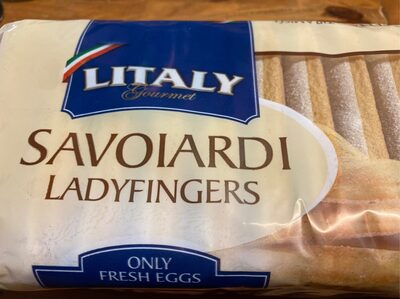 LITALY
Gourmet
SAVOIARDI
LADYFINGERS
ONLY
FRESH EGGS